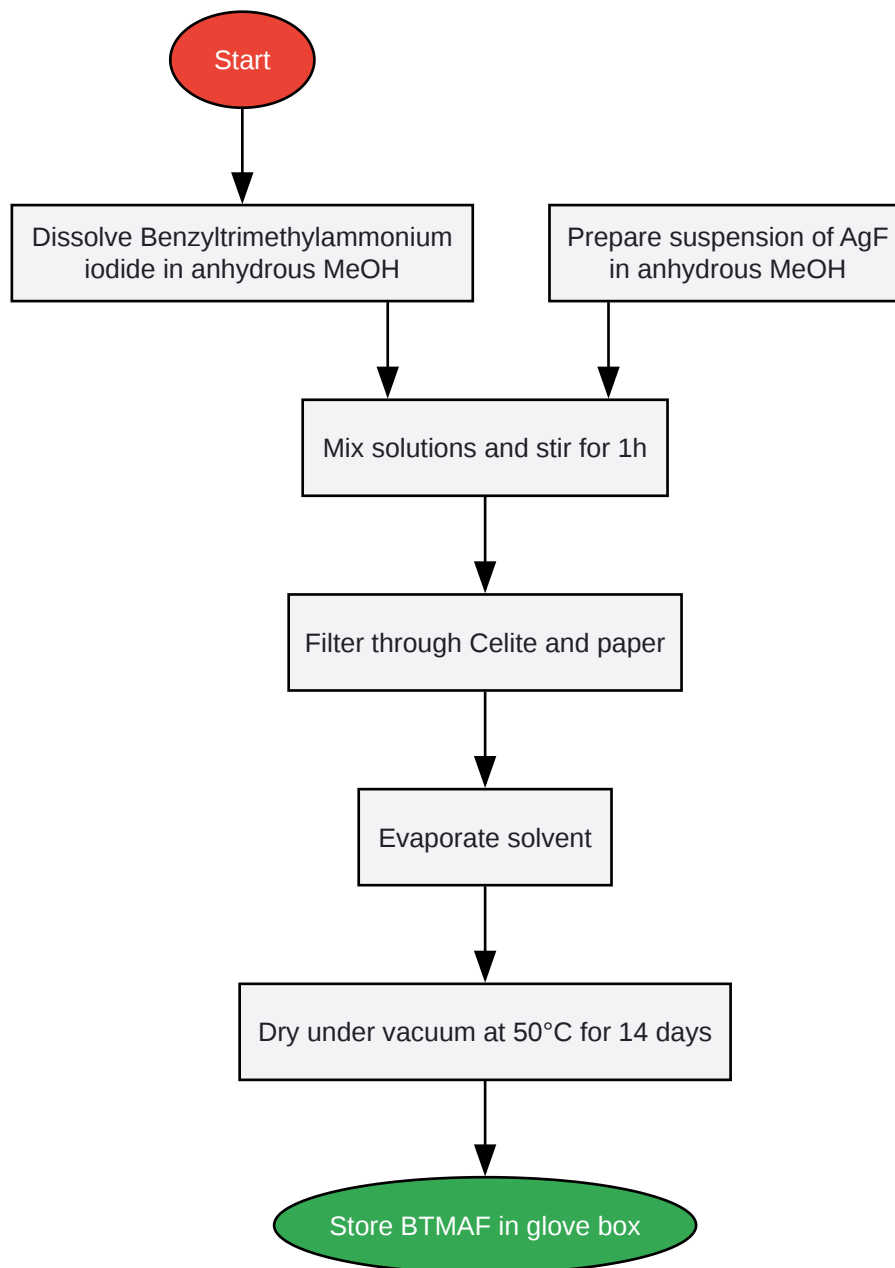 Start
Dissolve Benzyltrimethylammonium
iodide in anhydrous MeOH
Prepare suspension of AgF
in anhydrous MeOH
Mix solutions and stir for 1h
Filter through Celite and paper
Evaporate solvent
Dry under vacuum at 50°C for 14 days
Store BTMAF in glove box